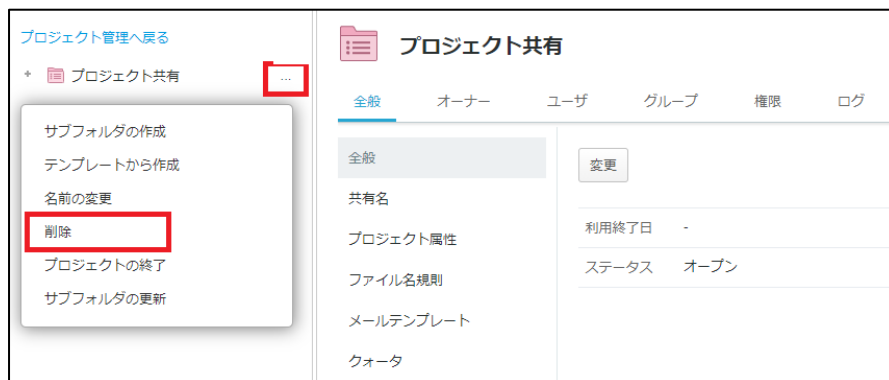 プロジェクト管理へ戻る
+ プロジェクト共有 ...
サブフォルダの作成
テンプレートから作成
名前の変更
削除
プロジェクトの終了
サブフォルダの更新
プロジェクト共有
全般 オーナー ユーザ グループ 権限 ログ
全般
共有名
プロジェクト属性
ファイル名規則
メールテンプレート
クォータ
変更
利用終了日 -
ステータス オープン